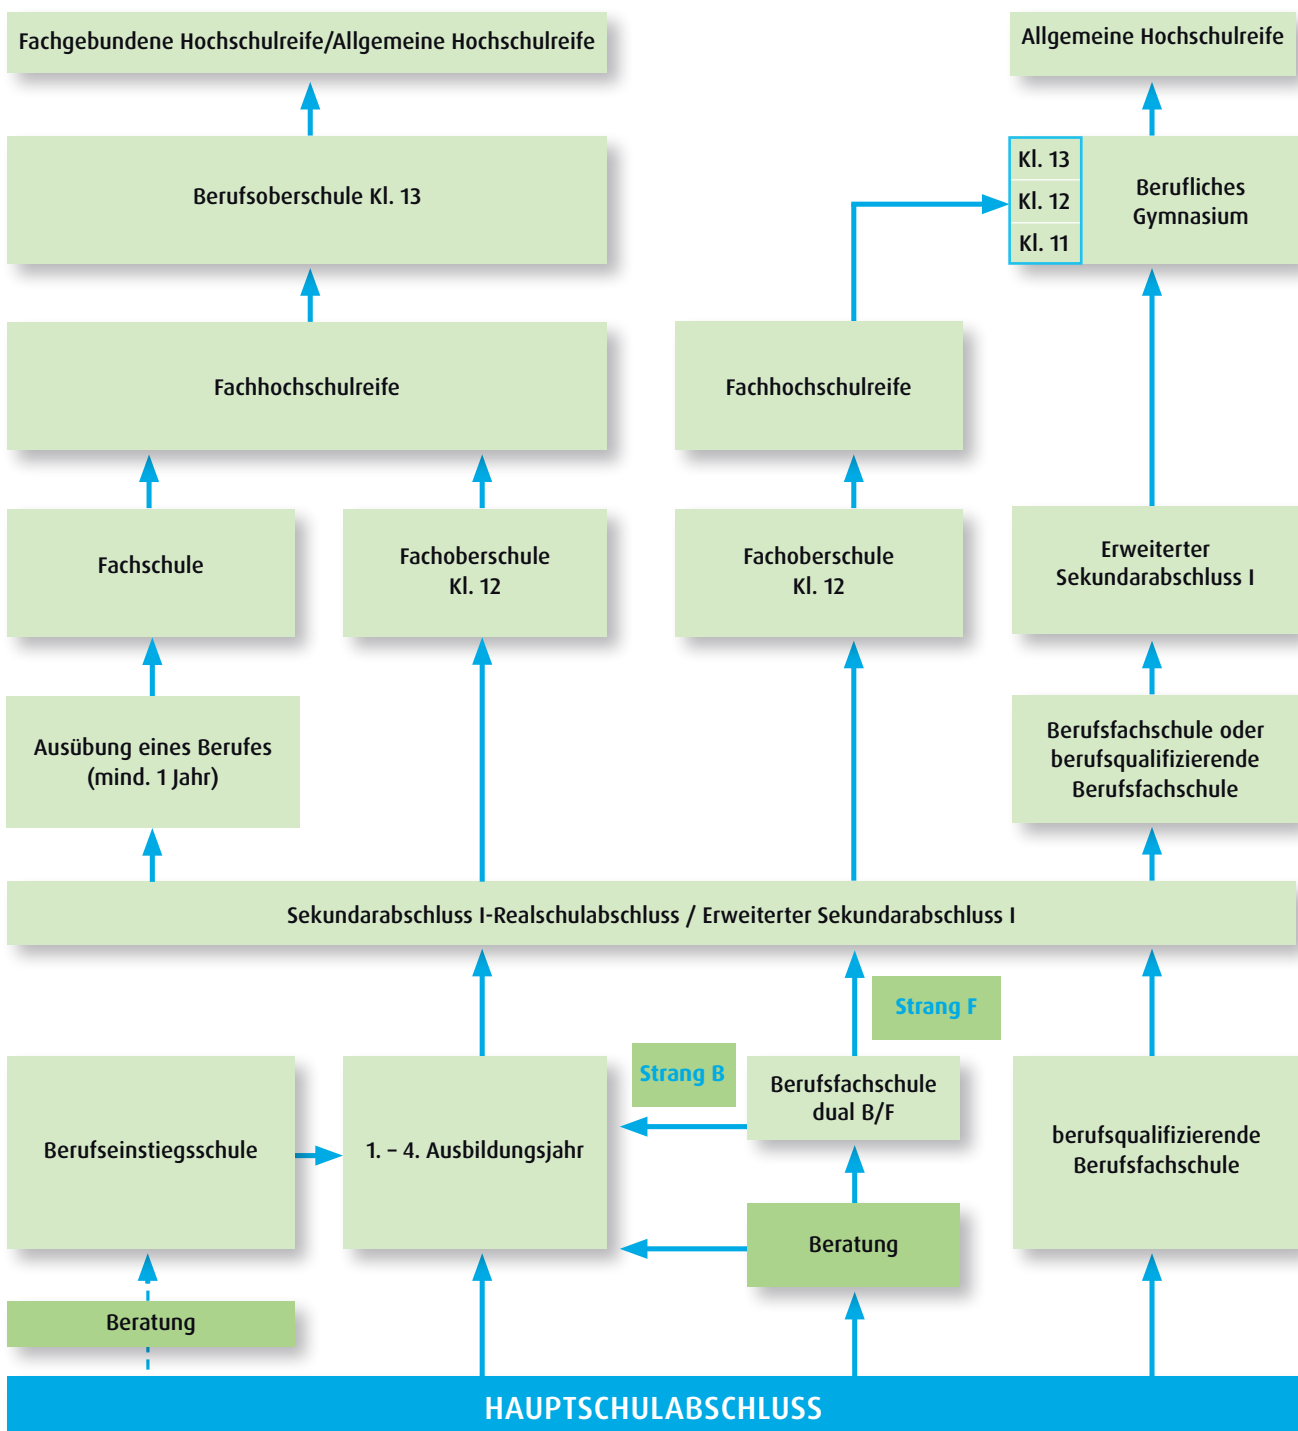 Fachgebundene Hochschulreife/Allgemeine Hochschulreife
Allgemeine Hochschulreife
Berufsoberschule Kl. 13
Kl. 13
Kl. 12
Kl. 11
Berufliches
Gymnasium
Fachhochschulreife
Fachhochschulreife
Fachschule
Fachoberschule
Kl. 12
Fachoberschule
Kl. 12
Erweiterter
Sekundarabschluss I
Ausübung eines Berufes
(mind. 1 Jahr)
Berufsfachschule oder
berufsqualifizierende
Berufsfachschule
Sekundarabschluss I-Realschulabschluss / Erweiterter Sekundarabschluss I
Strang F
Strang B
Berufseinstiegsschule
1. – 4. Ausbildungsjahr
Berufsfachschule
dual B/F
berufsqualifizierende
Berufsfachschule
Beratung
Beratung
HAUPTSCHULABSCHLUSS